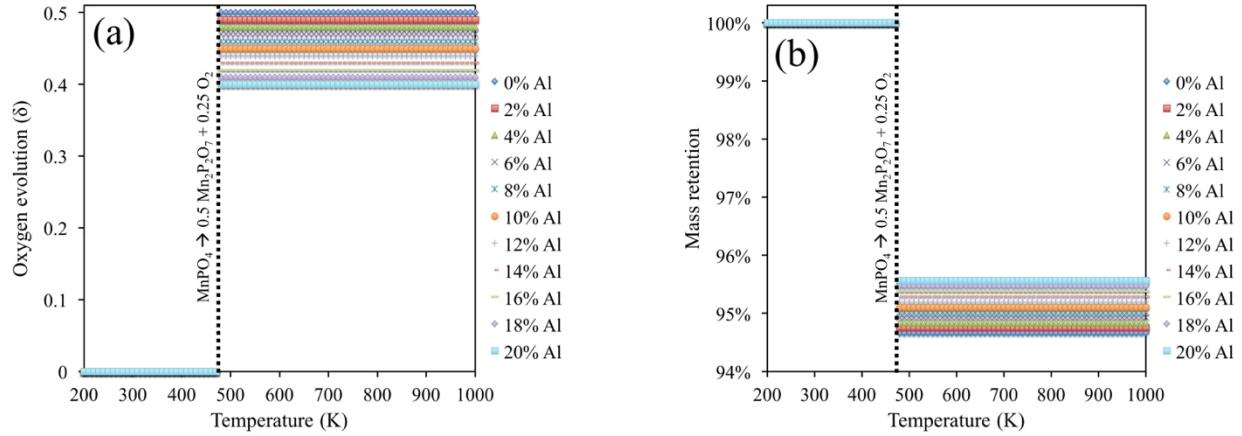 (a)
Oxygen evolution (δ)
0.5
0.4
0.3
0.2
0.1
0
MnPO₄ → 0.5 Mn₂P₂O₇ + 0.25 O₂
200 300 400 500 600 700 800 900 1000
Temperature (K)
0% Al
2% Al
4% Al
6% Al
8% Al
10% Al
12% Al
14% Al
16% Al
18% Al
20% Al
(b)
Mass retention
100%
99%
98%
97%
96%
95%
94%
MnPO₄ → 0.5 Mn₂P₂O₇ + 0.25 O₂
200 300 400 500 600 700 800 900 1000
Temperature (K)
0% Al
2% Al
4% Al
6% Al
8% Al
10% Al
12% Al
14% Al
16% Al
18% Al
20% Al